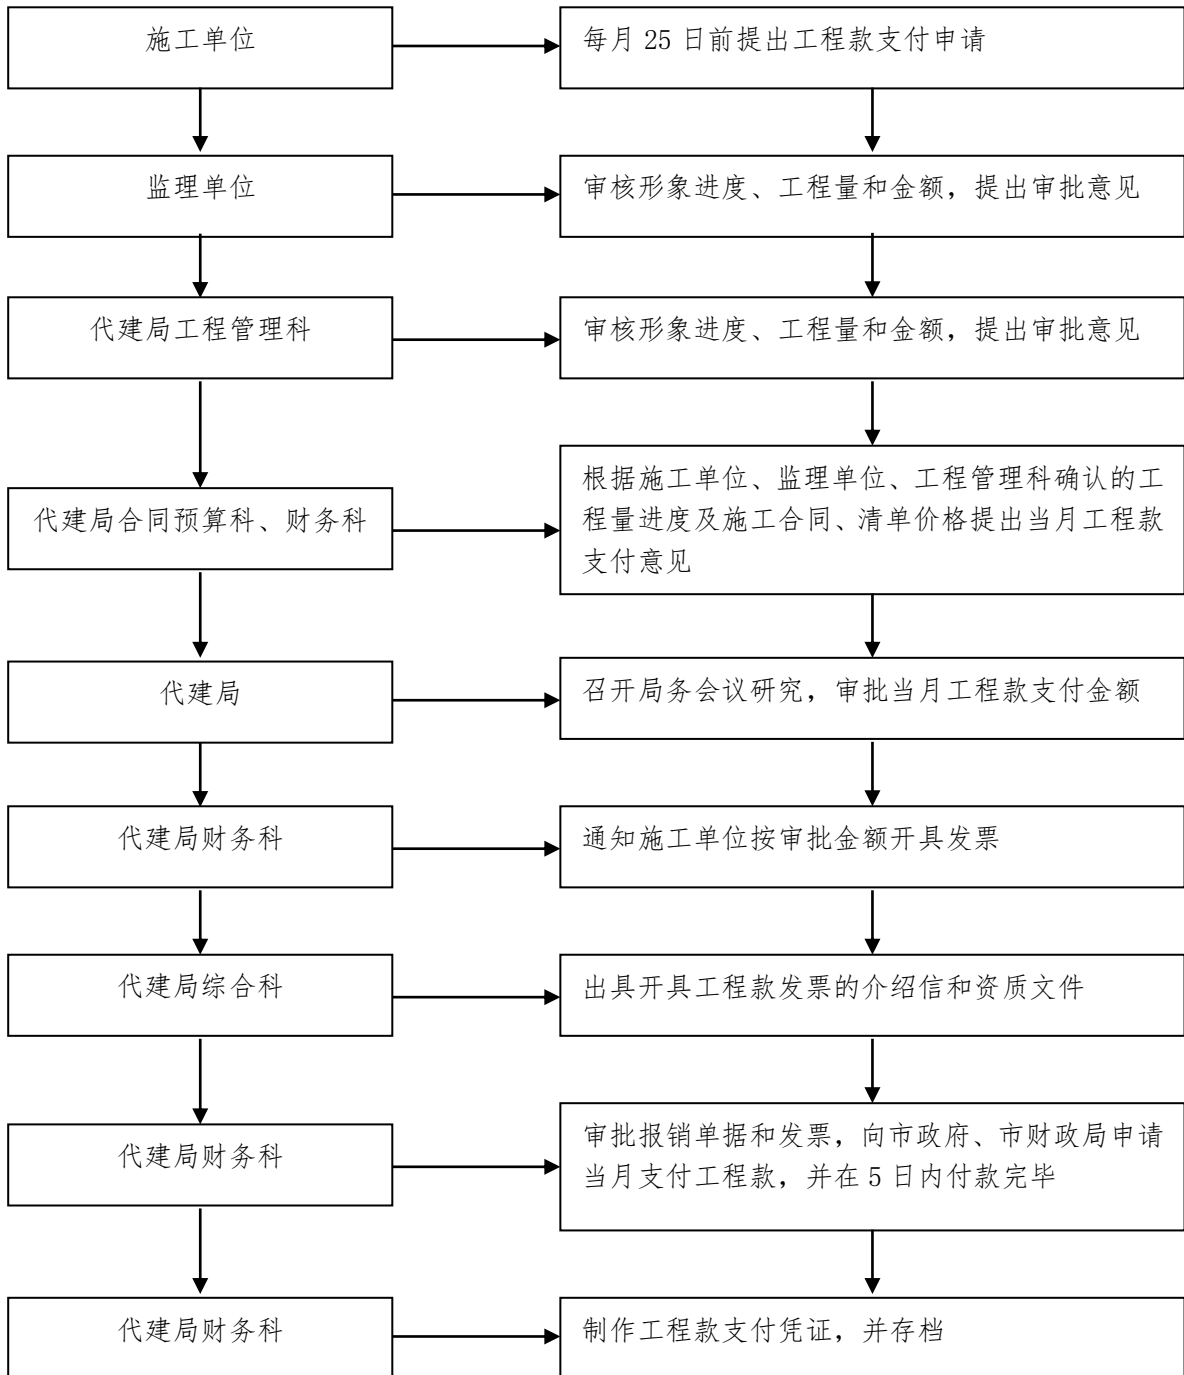 施工单位
每月 25 日前提出工程款支付申请
监理单位
审核形象进度、工程量和金额，提出审批意见
代建局工程管理科
审核形象进度、工程量和金额，提出审批意见
代建局合同预算科、财务科
根据施工单位、监理单位、工程管理科确认的工
程量进度及施工合同、清单价格提出当月工程款
支付意见
代建局
召开局务会议研究，审批当月工程款支付金额
代建局财务科
通知施工单位按审批金额开具发票
代建局综合科
出具开具工程款发票的介绍信和资质文件
代建局财务科
审批报销单据和发票，向市政府、市财政局申请
当月支付工程款，并在 5 日内付款完毕
代建局财务科
制作工程款支付凭证，并存档